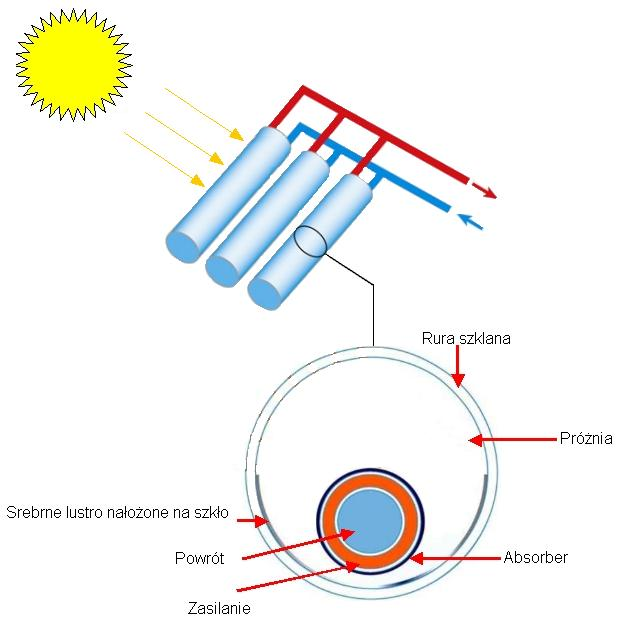 Rura szklana
Próżnia
Srebrne lustro nałożone na szkło
Powrót
Absorber
Zasilanie